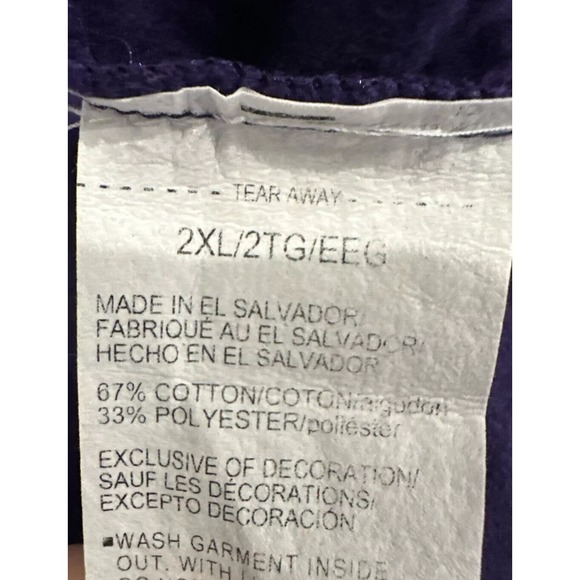 TEAR AWAY
2XL/2TG/EEG
MADE IN EL SALVADOR/
FABRIQUÉ AU EL SALVADOR/
HECHO EN EL SALVADOR
67% COTTON/COTON/algodón
33% POLYESTER/poliéster
EXCLUSIVE OF DECORATION/
SAUF LES DÉCORATIONS/
EXCEPTO DECORACIÓN
▪WASH GARMENT INSIDE
OUT, WITH